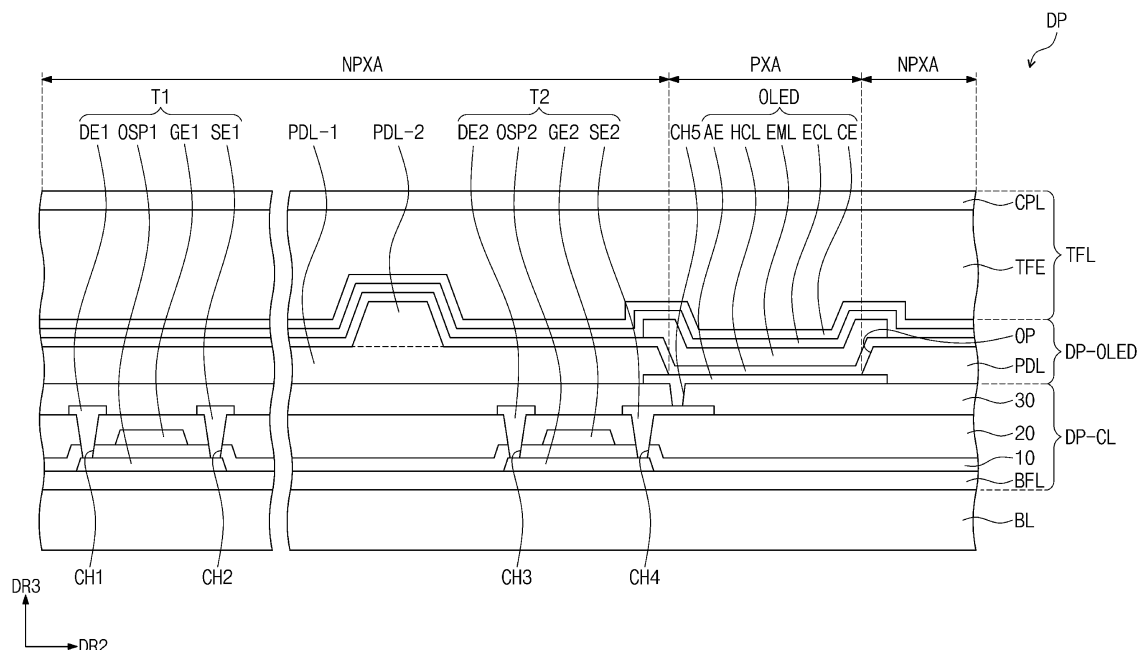 DP
NPXA PXA NPXA
T1 T2 OLED
DE1 OSP1 GE1 SE1 PDL-1 PDL-2 DE2 OSP2 GE2 SE2 CH5 AE HCL EML ECL CE
CPL
TFL
TFE
OP
DP-OLED
PDL
30
20
DP-CL
10
BFL
BL
CH1 CH2 CH3 CH4
DR3
DR2